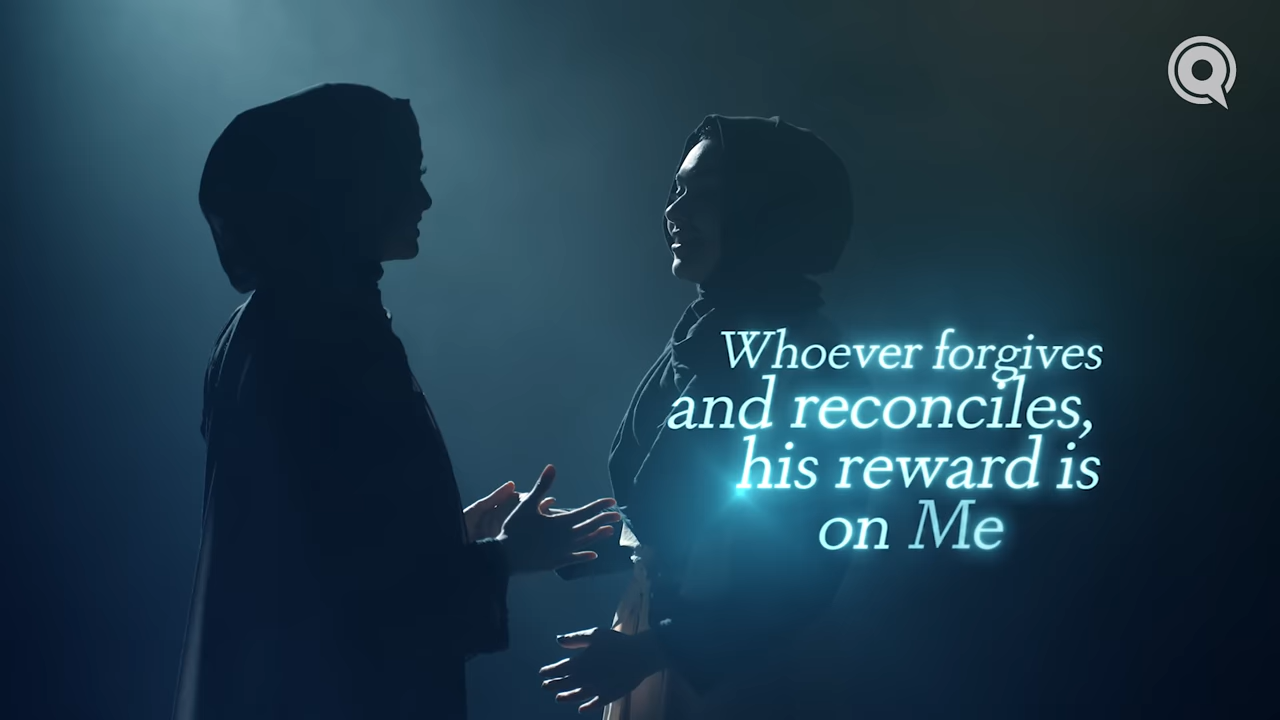 Whoever forgives
and reconciles,
his reward is
on Me